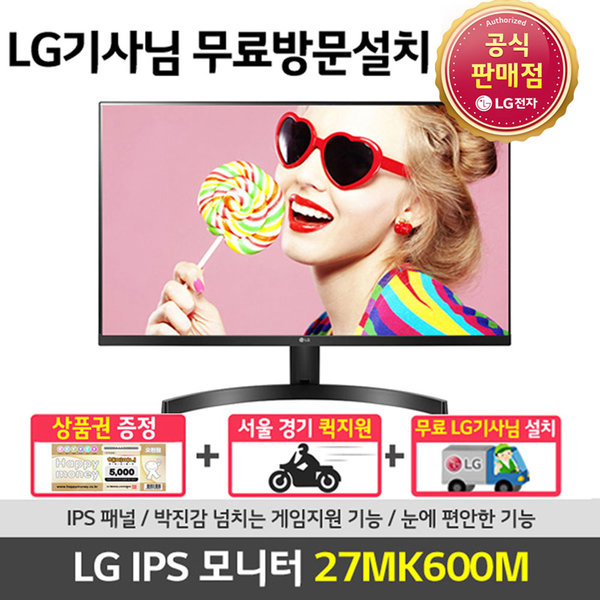 LG기사님 무료방문설치
Authorized
공식
판매점
LG전자
LG
상품권 증정
+
서울 경기 퀵지원
+
무료 LG기사님 설치
Happy
money
5,000
LG
IPS 패널 / 박진감 넘치는 게임지원 기능 / 눈에 편안한 기능
LG IPS 모니터 27MK600M